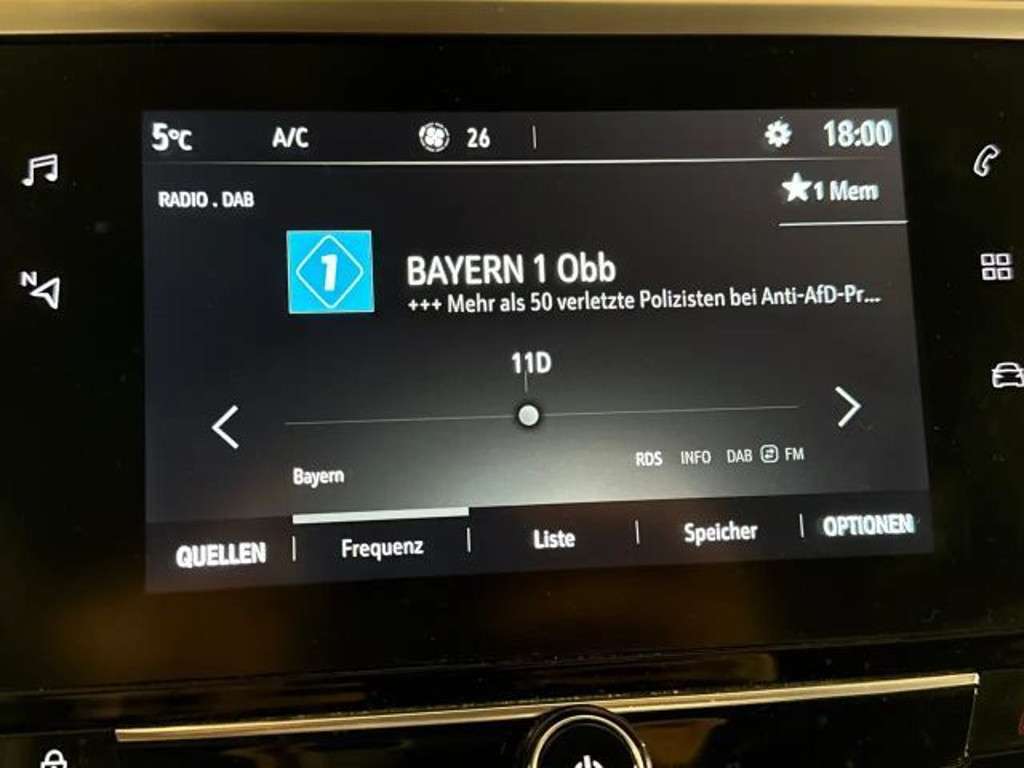 5°C A/C 26 18:00
RADIO . DAB
★1 Mem
1
BAYERN 1 Obb
+++ Mehr als 50 verletzte Polizisten bei Anti-AfD-Pr...
11D
N
Bayern
RDS INFO DAB FM
QUELLEN Frequenz Liste Speicher OPTIONEN